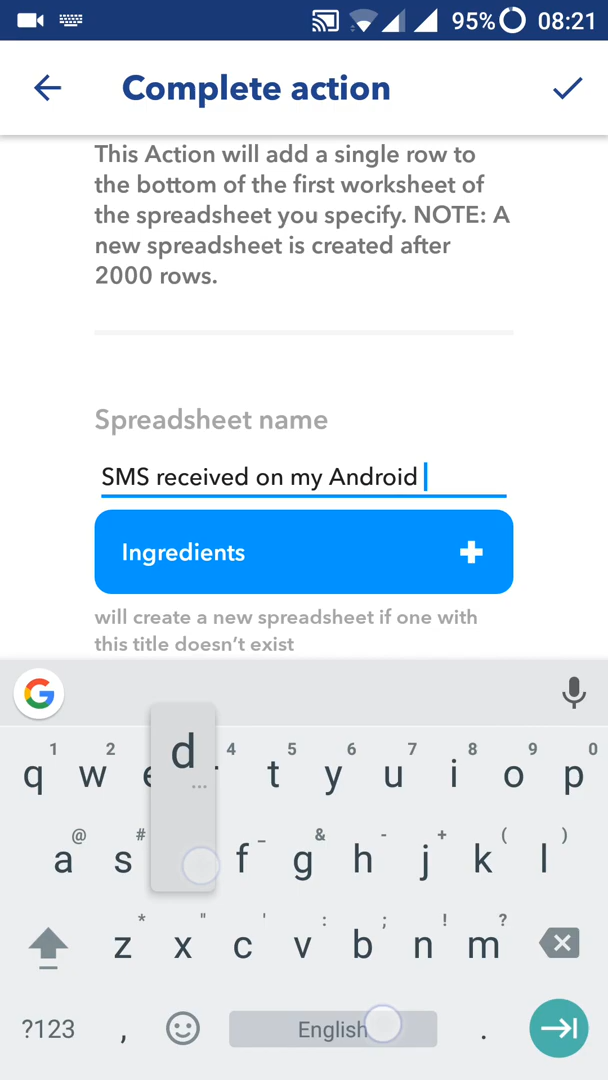 95% 08:21
Complete action
This Action will add a single row to
the bottom of the first worksheet of
the spreadsheet you specify. NOTE: A
new spreadsheet is created after
2000 rows.
Spreadsheet name
SMS received on my Android
Ingredients +
will create a new spreadsheet if one with
this title doesn't exist
G
d
...
1 2 4 5 6 7 8 9 0
q w e r t y u i o p
@ # _ & - + ( )
a s f g h j k l
* " ' : ; ! ?
z x c v b n m
?123 , English .